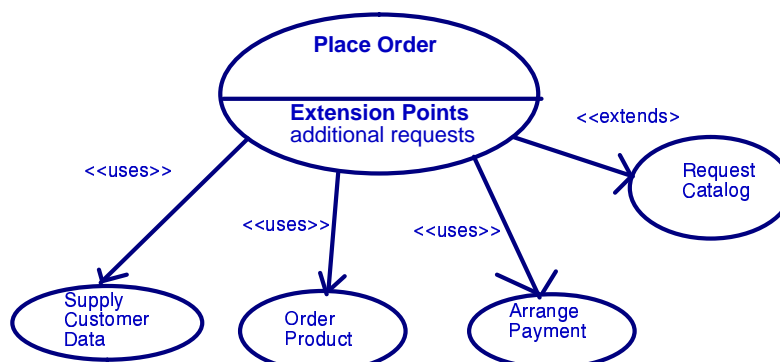 Place Order
Extension Points
additional requests
<<extends>
<<uses>>
Request
Catalog
<<uses>>
<<uses>>
Supply
Customer
Data
Order
Product
Arrange
Payment